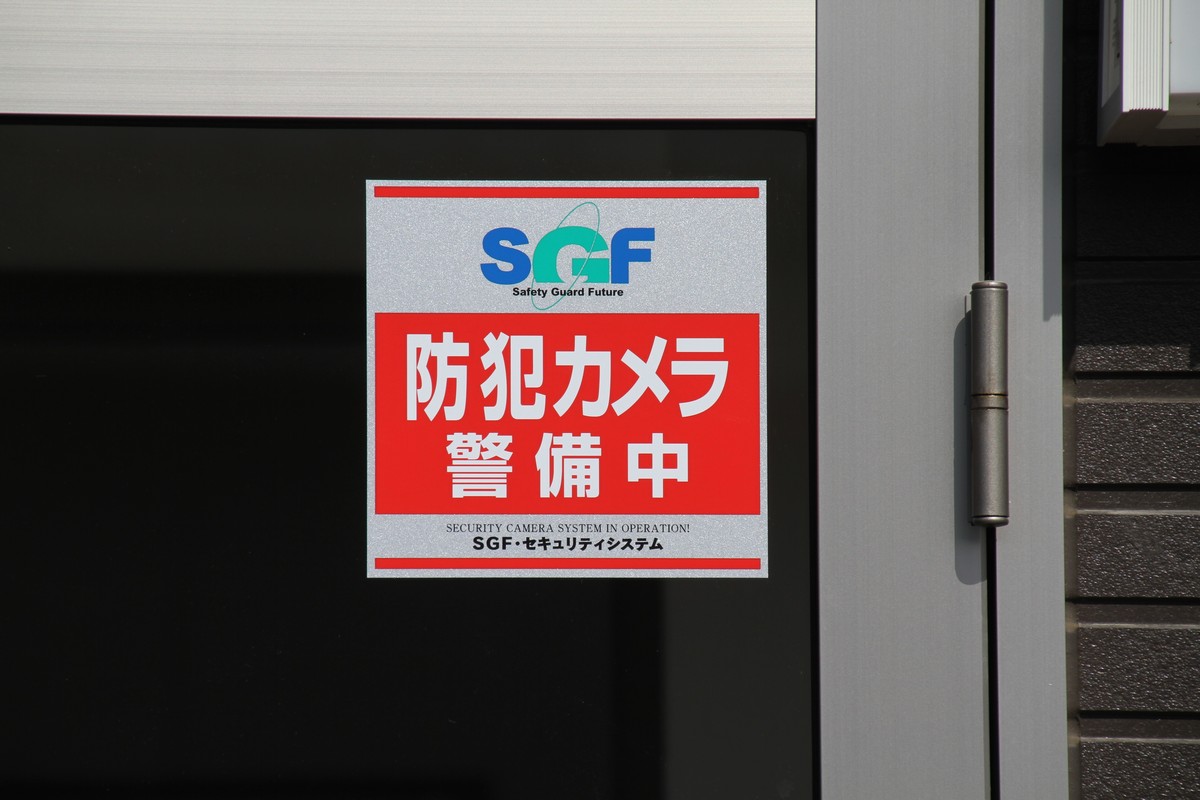 SGF
Safety Guard Future
防犯カメラ
警備中
SECURITY CAMERA SYSTEM IN OPERATION!
SGF・セキュリティシステム